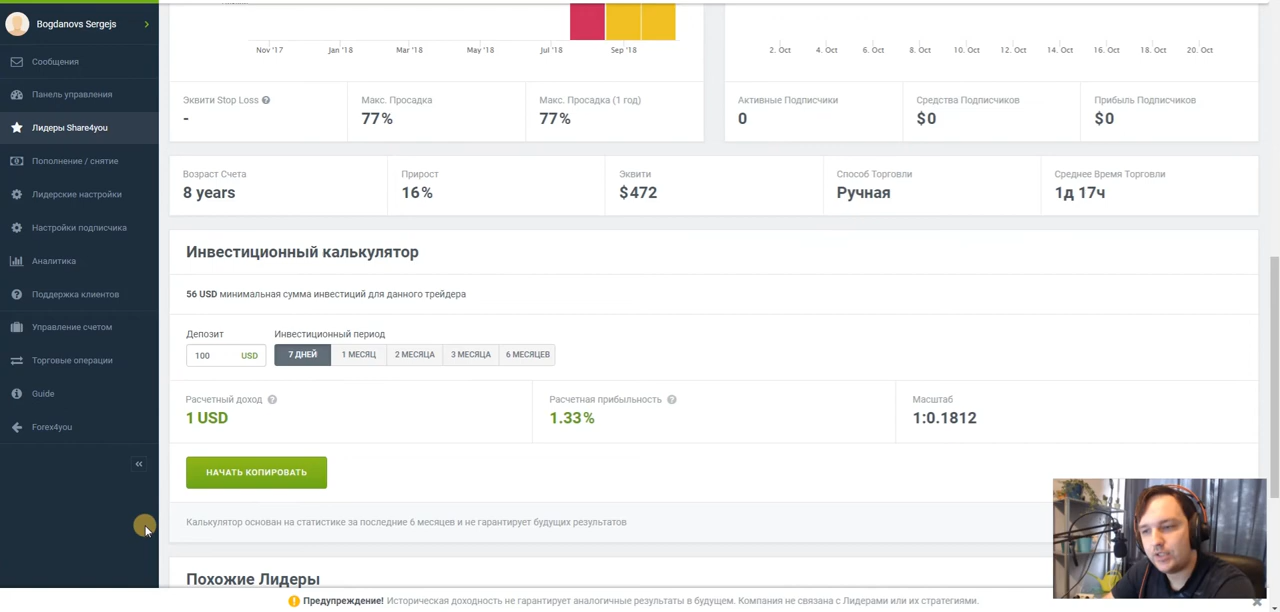 Bogdanovs Sergejs
Сообщения
Панель управления
Лидеры Share4you
Пополнение / снятие
Лидерские настройки
Настройки подписчика
Аналитика
Поддержка клиентов
Управление счетом
Торговые операции
Guide
Forex4you
Nov '17 Jan '18 Mar '18 May '18 Jul '18 Sep '18
2. Oct 4. Oct 6. Oct 8. Oct 10. Oct 12. Oct 14. Oct 16. Oct 18. Oct 20. Oct
Эквити Stop Loss Макс. Просадка Макс. Просадка (1 год) Активные Подписчики Средства Подписчиков Прибыль Подписчиков
- 77% 77% 0 $0 $0
Возраст Счета Прирост Эквити Способ Торговли Среднее Время Торговли
8 years 16% $472 Ручная 1д 17ч
Инвестиционный калькулятор
56 USD минимальная сумма инвестиций для данного трейдера
Депозит Инвестиционный период
100 USD 7 ДНЕЙ 1 МЕСЯЦ 2 МЕСЯЦА 3 МЕСЯЦА 6 МЕСЯЦЕВ
Расчетный доход Расчетная прибыльность Масштаб
1 USD 1.33% 1:0.1812
НАЧАТЬ КОПИРОВАТЬ
Калькулятор основан на статистике за последние 6 месяцев и не гарантирует будущих результатов
Похожие Лидеры
Предупреждение! Историческая доходность не гарантирует аналогичные результаты в будущем. Компания не связана с Лидерами или их стратегиями.